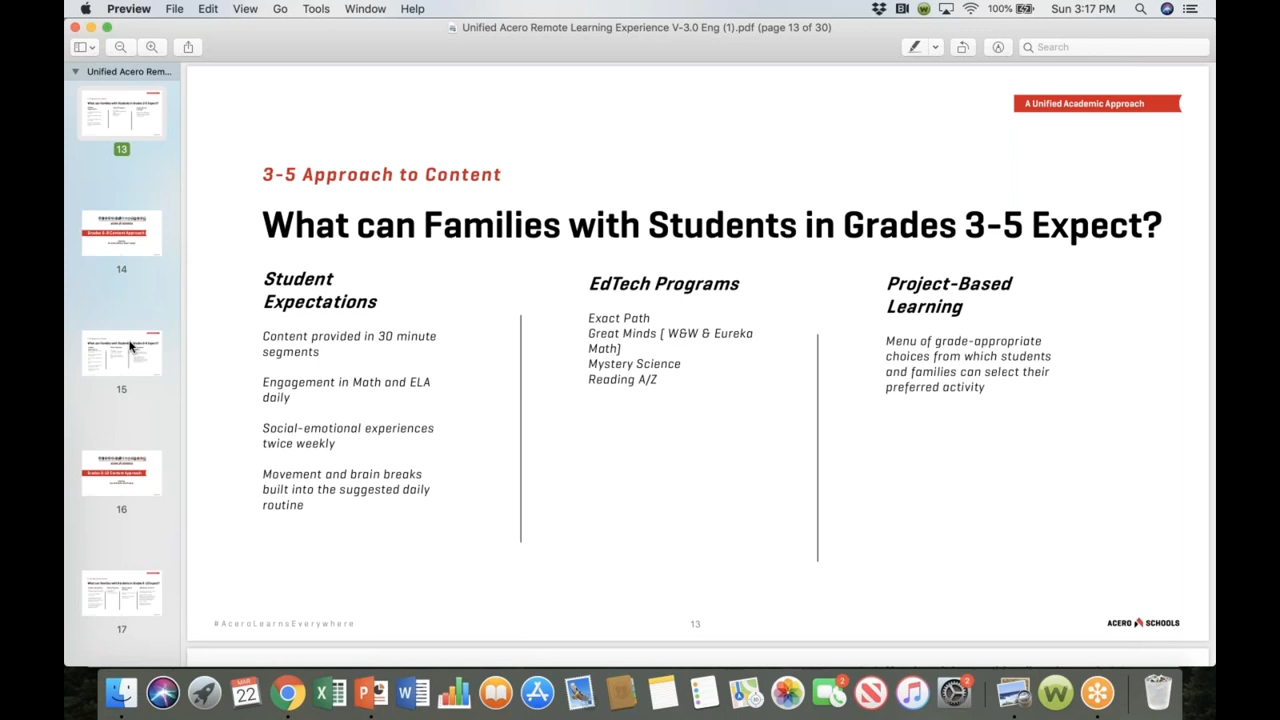 Preview File Edit View Go Tools Window Help
100% Sun 3:17 PM
Unified Acero Remote Learning Experience V-3.0 Eng (1).pdf (page 13 of 30)
Search
Unified Acero Rem...
13
14
15
16
17
A Unified Academic Approach
3-5 Approach to Content
What can Families with Students in Grades 3-5 Expect?
Student
Expectations
Content provided in 30 minute
segments
Engagement in Math and ELA
daily
Social-emotional experiences
twice weekly
Movement and brain breaks
built into the suggested daily
routine
EdTech Programs
Exact Path
Great Minds [ W&W & Eureka
Math]
Mystery Science
Reading A/Z
Project-Based
Learning
Menu of grade-appropriate
choices from which students
and families can select their
preferred activity
#AceroLearnsEverywhere
13
ACERO SCHOOLS
MAR
22
2
2